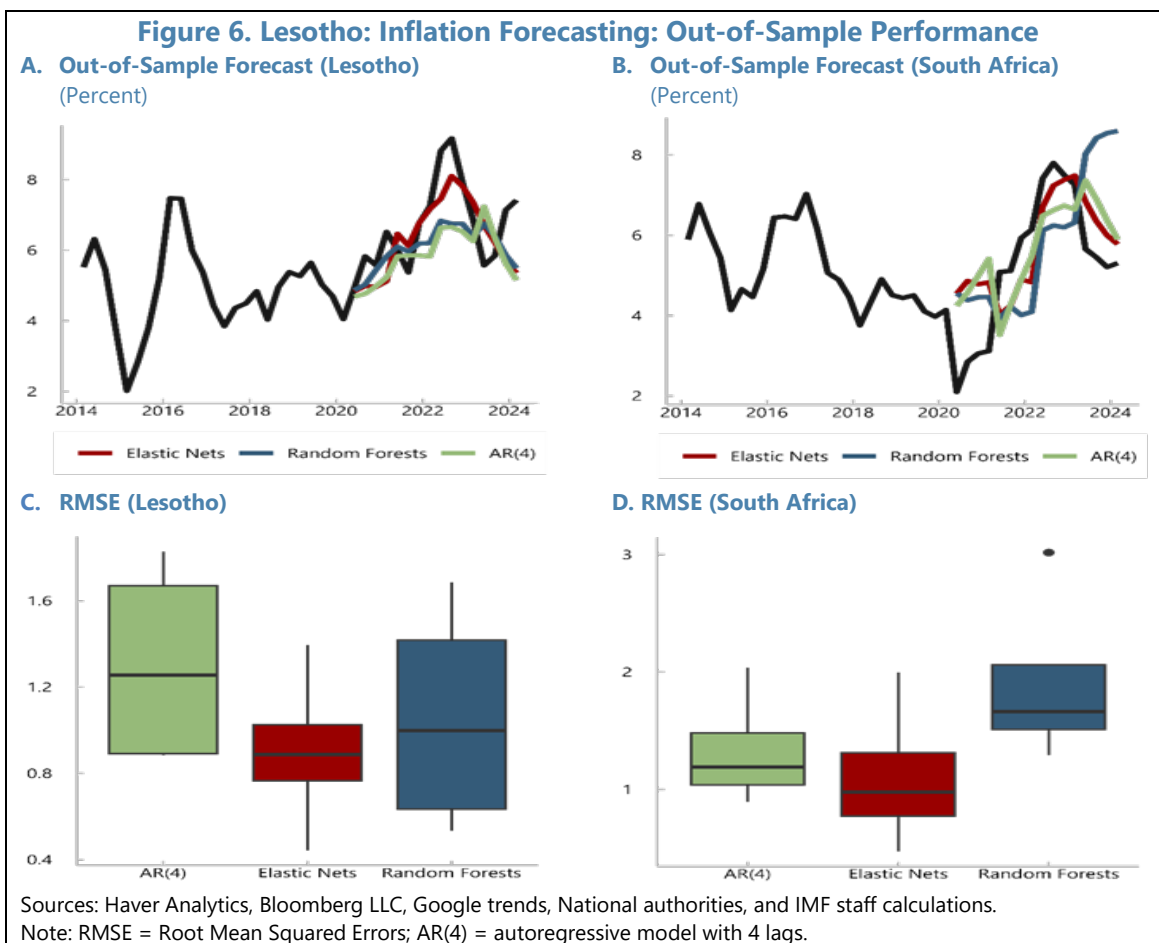 Figure 6. Lesotho: Inflation Forecasting: Out-of-Sample Performance
A. Out-of-Sample Forecast (Lesotho)
(Percent)
8
6
4
2
2014 2016 2018 2020 2022 2024
Elastic Nets Random Forests AR(4)
B. Out-of-Sample Forecast (South Africa)
(Percent)
8
6
4
2
2014 2016 2018 2020 2022 2024
Elastic Nets Random Forests AR(4)
C. RMSE (Lesotho)
1.6
1.2
0.8
0.4
AR(4) Elastic Nets Random Forests
D. RMSE (South Africa)
3
2
1
AR(4) Elastic Nets Random Forests
Sources: Haver Analytics, Bloomberg LLC, Google trends, National authorities, and IMF staff calculations.
Note: RMSE = Root Mean Squared Errors; AR(4) = autoregressive model with 4 lags.